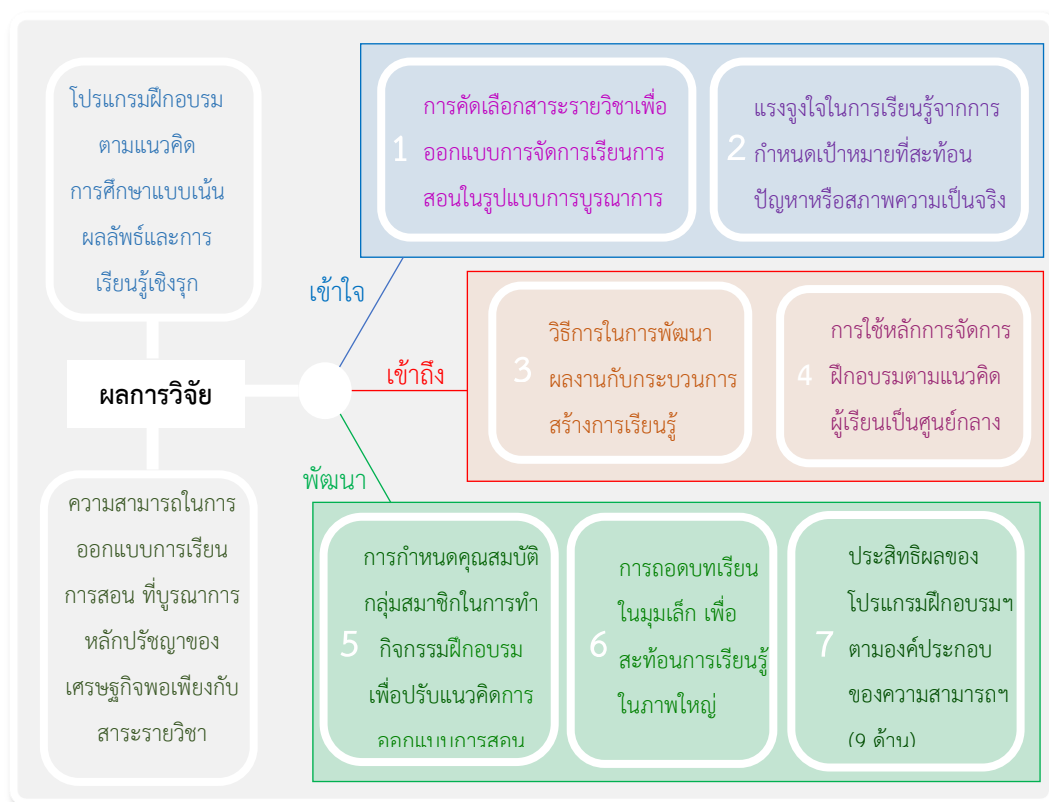 โปรแกรมฝึกอบรม
ตามแนวคิด
การศึกษาแบบเน้น
ผลลัพธ์และการ
เรียนรู้เชิงรุก
ผลการวิจัย
ความสามารถในการ
ออกแบบการเรียน
การสอน ที่บูรณาการ
หลักปรัชญาของ
เศรษฐกิจพอเพียงกับ
สาระรายวิชา
เข้าใจ
1
การคัดเลือกสาระรายวิชาเพื่อ
ออกแบบการจัดการเรียนการ
สอนในรูปแบบการบูรณาการ
2
แรงจูงใจในการเรียนรู้จากการ
กำหนดเป้าหมายที่สะท้อน
ปัญหาหรือสภาพความเป็นจริง
เข้าถึง
3
วิธีการในการพัฒนา
ผลงานกับกระบวนการ
สร้างการเรียนรู้
4
การใช้หลักการจัดการ
ฝึกอบรมตามแนวคิด
ผู้เรียนเป็นศูนย์กลาง
พัฒนา
5
การกำหนดคุณสมบัติ
กลุ่มสมาชิกในการทำ
กิจกรรมฝึกอบรม
เพื่อปรับแนวคิดการ
ออกแบบการสอน
6
การถอดบทเรียน
ในมุมเล็ก เพื่อ
สะท้อนการเรียนรู้
ในภาพใหญ่
7
ประสิทธิผลของ
โปรแกรมฝึกอบรมฯ
ตามองค์ประกอบ
ของความสามารถฯ
(9 ด้าน)